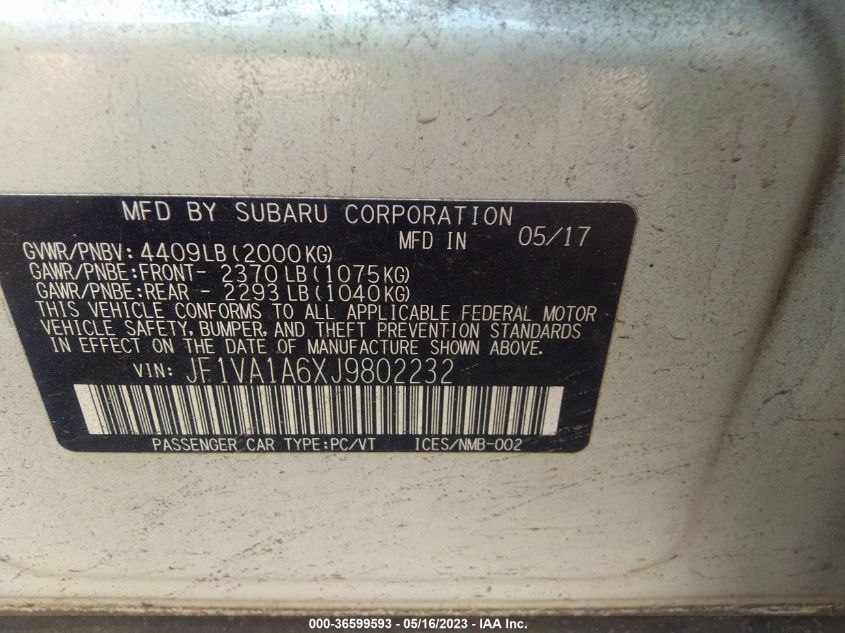 MFD BY SUBARU CORPORATION
MFD IN 05/17
GVWR/PNBV: 4409LB (2000KG)
GAWR/PNBE:FRONT- 2370 LB (1075KG)
GAWR/PNBE:REAR - 2293 LB (1040KG)
THIS VEHICLE CONFORMS TO ALL APPLICABLE FEDERAL MOTOR
VEHICLE SAFETY, BUMPER, AND THEFT PREVENTION STANDARDS
IN EFFECT ON THE DATE OF MANUFACTURE SHOWN ABOVE.
VIN: JF1VA1A6XJ9802232
PASSENGER CAR TYPE:PC/VT ICES/NMB-002
000-36599593 - 05/16/2023 - IAA Inc.